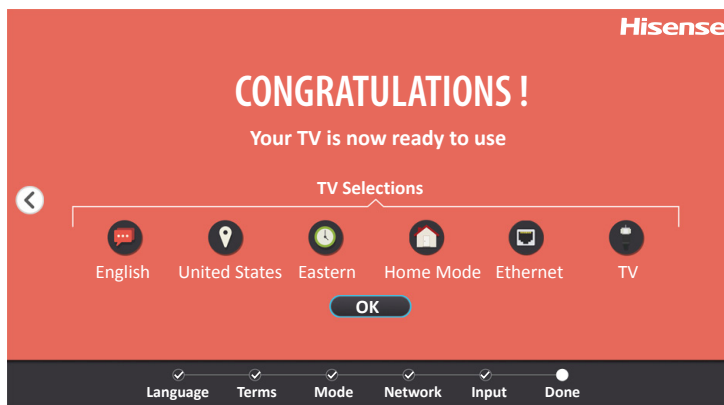 Hisense
CONGRATULATIONS !
Your TV is now ready to use
TV Selections
English United States Eastern Home Mode Ethernet TV
OK
Language Terms Mode Network Input Done